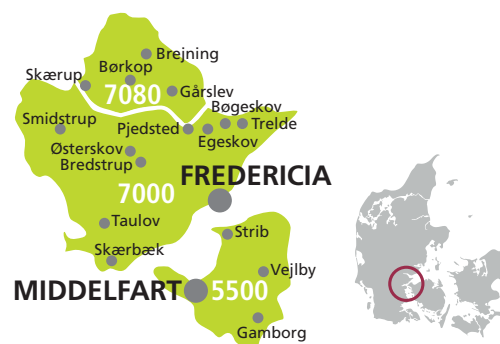 Brejning
Børkop
Skærup
7080
Gårslev
Bøgeskov
Smidstrup
Pjedsted
Trelde
Egeskov
Østerskov
Bredstrup
7000
FREDERICIA
Taulov
Strib
Skærbæk
Vejlby
MIDDELFART
5500
Gamborg